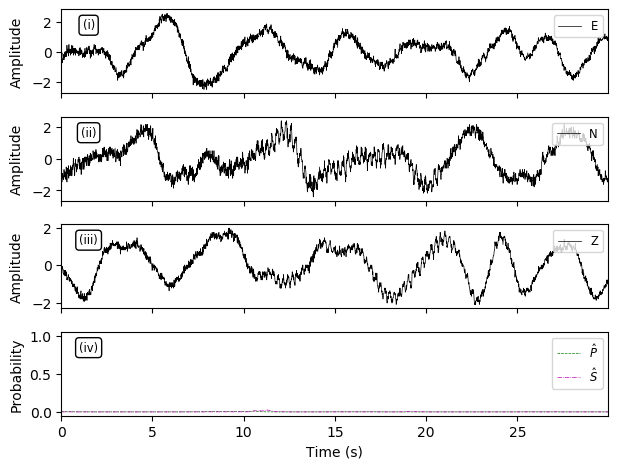 (i)
E
Amplitude
2
0
−2
(ii)
N
Amplitude
2
0
−2
(iii)
Z
Amplitude
2
0
−2
(iv)
P̂
Ŝ
Probability
1.0
0.5
0.0
0 5 10 15 20 25
Time (s)